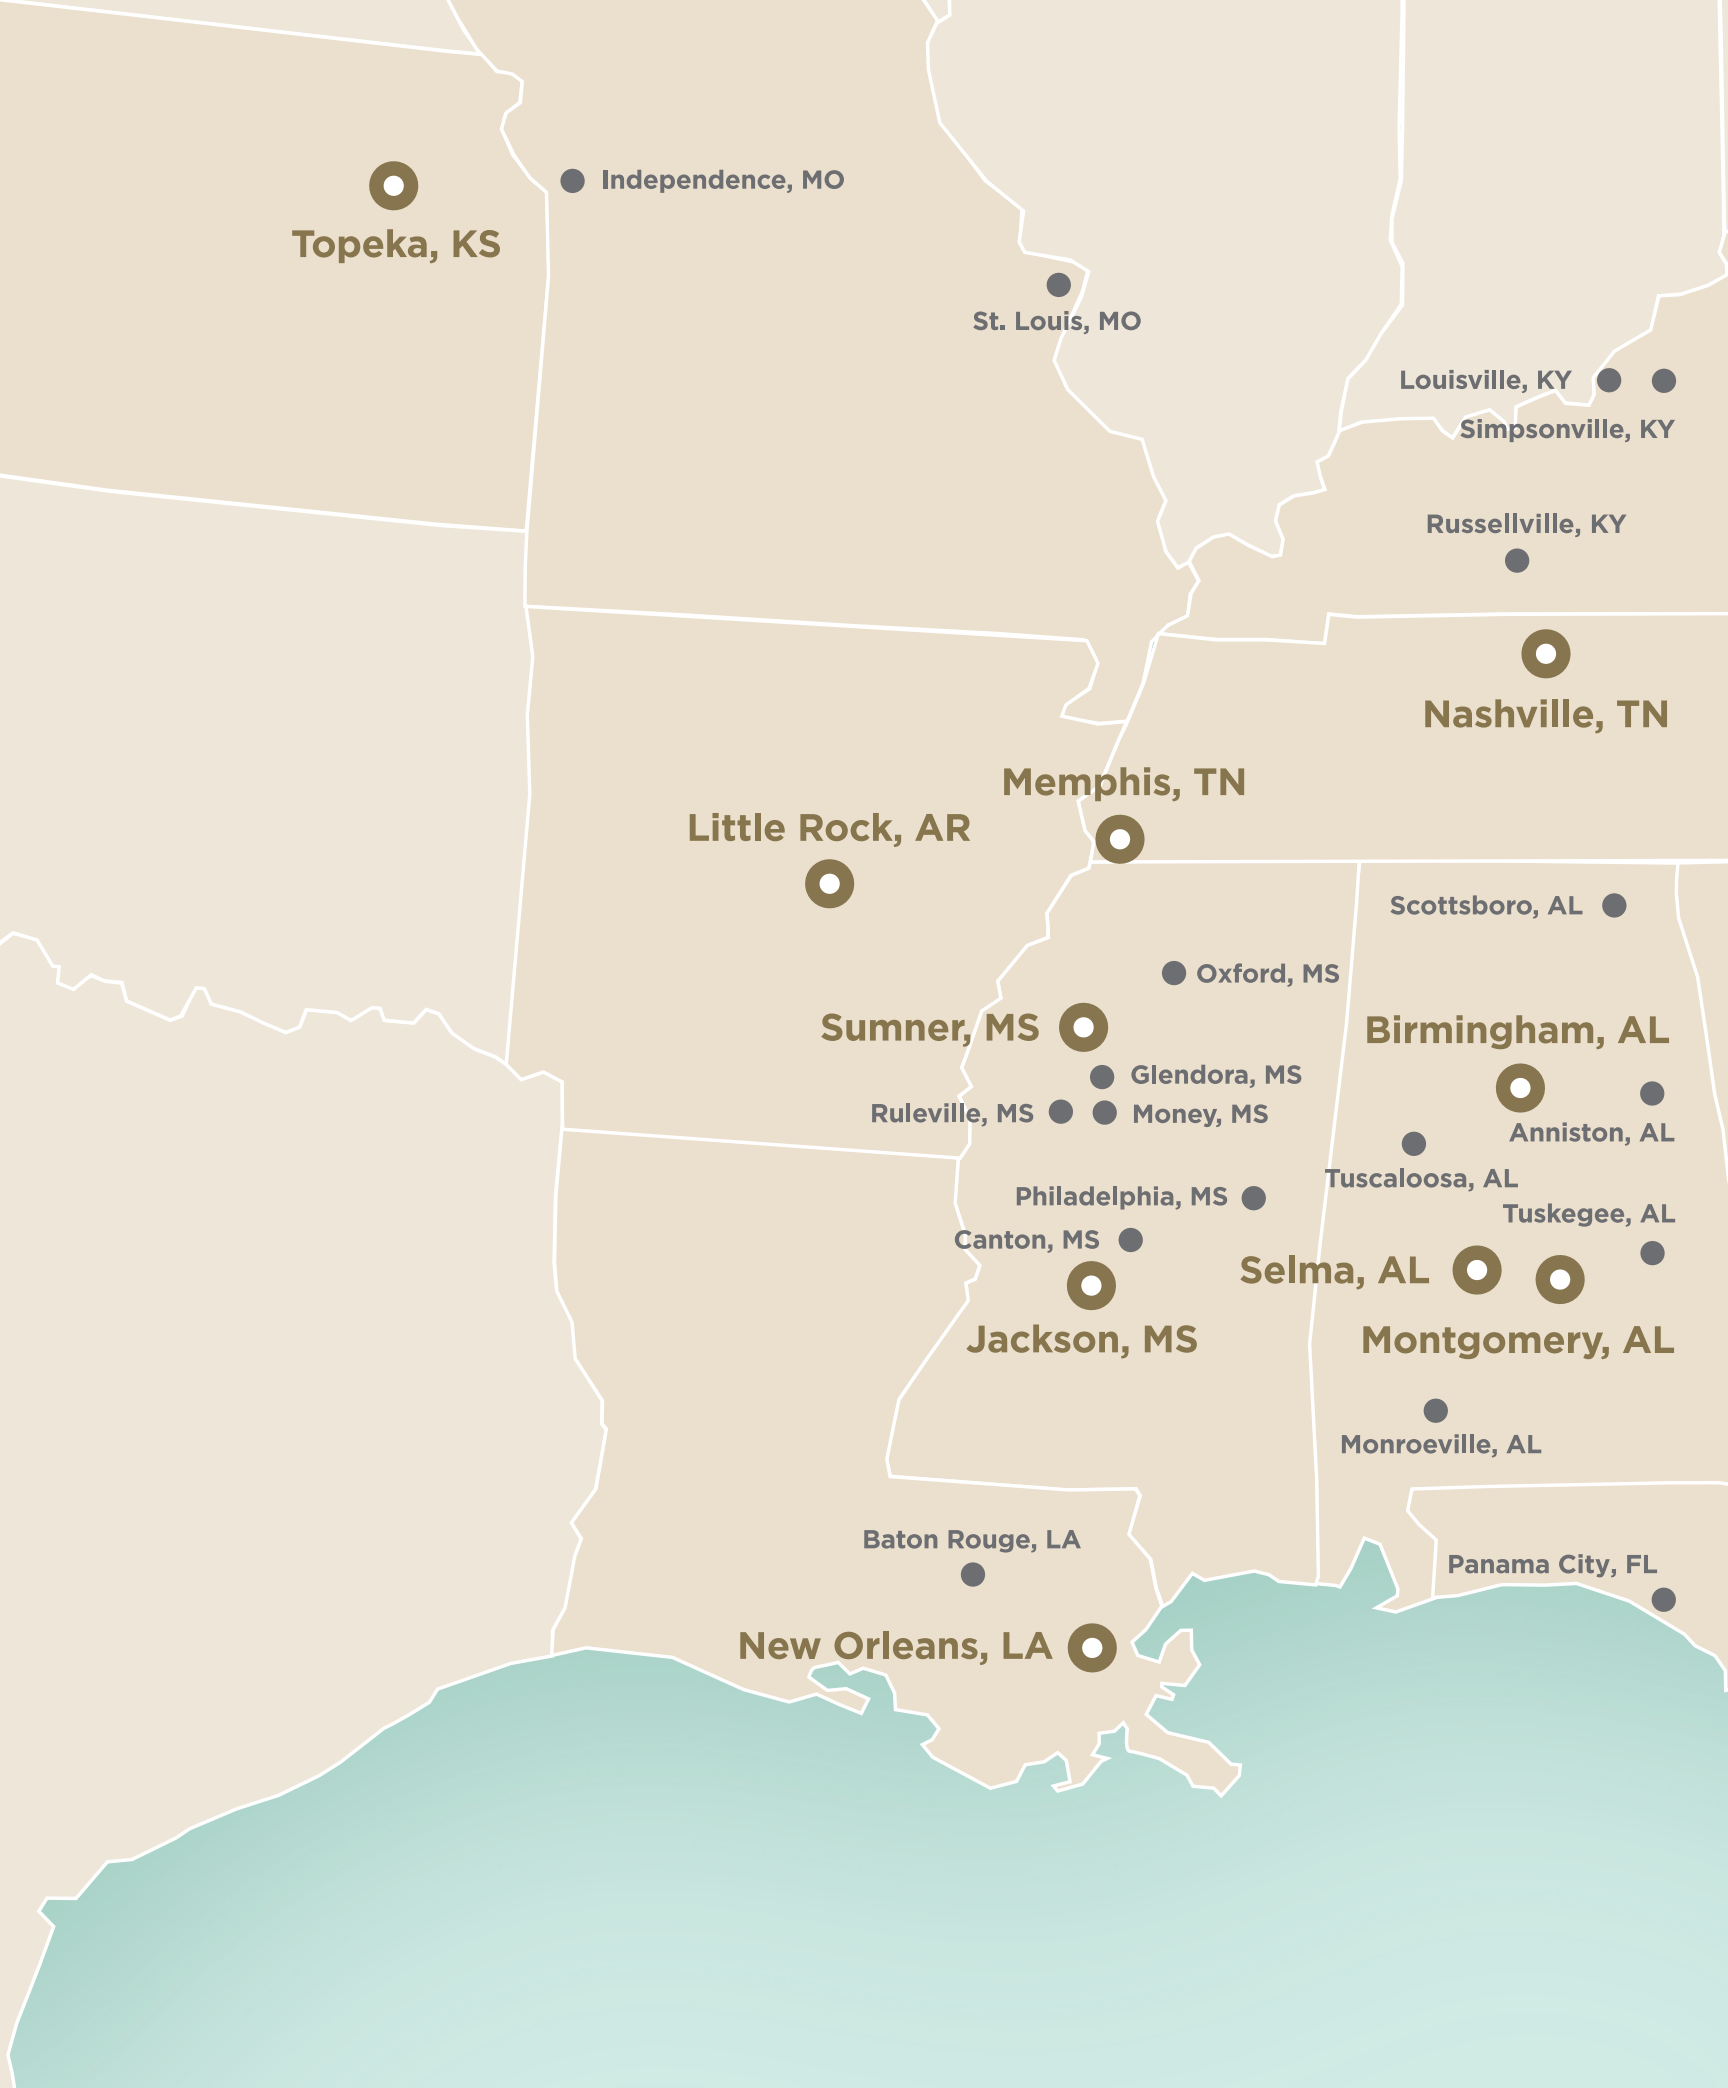 Independence, MO
Topeka, KS
St. Louis, MO
Louisville, KY
Simpsonville, KY
Russellville, KY
Nashville, TN
Memphis, TN
Little Rock, AR
Scottsboro, AL
Oxford, MS
Sumner, MS
Birmingham, AL
Glendora, MS
Ruleville, MS
Money, MS
Anniston, AL
Tuscaloosa, AL
Philadelphia, MS
Tuskegee, AL
Canton, MS
Selma, AL
Jackson, MS
Montgomery, AL
Monroeville, AL
Baton Rouge, LA
Panama City, FL
New Orleans, LA